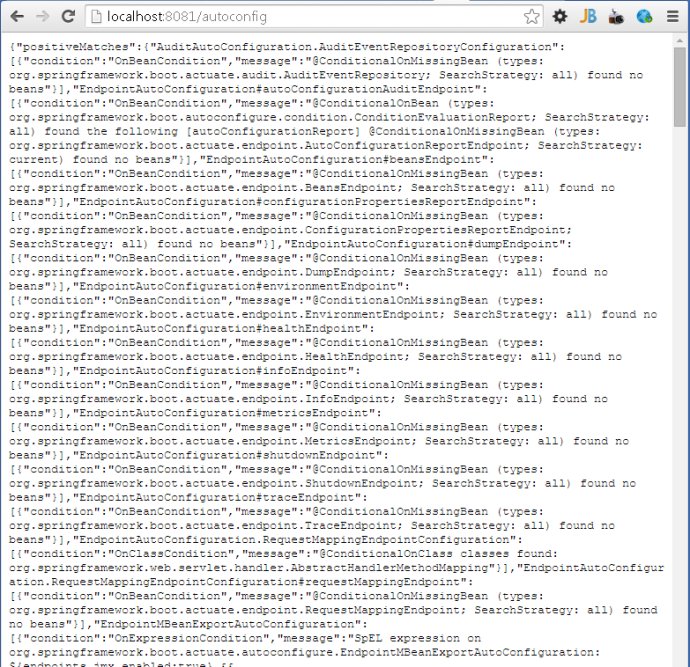 localhost:8081/autoconfig
JB
{"positiveMatches":{"AuditAutoConfiguration.AuditEventRepositoryConfiguration":
[{"condition":"OnBeanCondition","message":"@ConditionalOnMissingBean (types:
org.springframework.boot.actuate.audit.AuditEventRepository; SearchStrategy: all) found no
beans"}],"EndpointAutoConfiguration#autoConfigurationAuditEndpoint":
[{"condition":"OnBeanCondition","message":"@ConditionalOnBean (types:
org.springframework.boot.autoconfigure.condition.ConditionEvaluationReport; SearchStrategy:
all) found the following [autoConfigurationReport] @ConditionalOnMissingBean (types:
org.springframework.boot.actuate.endpoint.AutoConfigurationReportEndpoint; SearchStrategy:
current) found no beans"}],"EndpointAutoConfiguration#beansEndpoint":
[{"condition":"OnBeanCondition","message":"@ConditionalOnMissingBean (types:
org.springframework.boot.actuate.endpoint.BeansEndpoint; SearchStrategy: all) found no
beans"}],"EndpointAutoConfiguration#configurationPropertiesReportEndpoint":
[{"condition":"OnBeanCondition","message":"@ConditionalOnMissingBean (types:
org.springframework.boot.actuate.endpoint.ConfigurationPropertiesReportEndpoint;
SearchStrategy: all) found no beans"}],"EndpointAutoConfiguration#dumpEndpoint":
[{"condition":"OnBeanCondition","message":"@ConditionalOnMissingBean (types:
org.springframework.boot.actuate.endpoint.DumpEndpoint; SearchStrategy: all) found no
beans"}],"EndpointAutoConfiguration#environmentEndpoint":
[{"condition":"OnBeanCondition","message":"@ConditionalOnMissingBean (types:
org.springframework.boot.actuate.endpoint.EnvironmentEndpoint; SearchStrategy: all) found no
beans"}],"EndpointAutoConfiguration#healthEndpoint":
[{"condition":"OnBeanCondition","message":"@ConditionalOnMissingBean (types:
org.springframework.boot.actuate.endpoint.HealthEndpoint; SearchStrategy: all) found no
beans"}],"EndpointAutoConfiguration#infoEndpoint":
[{"condition":"OnBeanCondition","message":"@ConditionalOnMissingBean (types:
org.springframework.boot.actuate.endpoint.InfoEndpoint; SearchStrategy: all) found no
beans"}],"EndpointAutoConfiguration#metricsEndpoint":
[{"condition":"OnBeanCondition","message":"@ConditionalOnMissingBean (types:
org.springframework.boot.actuate.endpoint.MetricsEndpoint; SearchStrategy: all) found no
beans"}],"EndpointAutoConfiguration#shutdownEndpoint":
[{"condition":"OnBeanCondition","message":"@ConditionalOnMissingBean (types:
org.springframework.boot.actuate.endpoint.ShutdownEndpoint; SearchStrategy: all) found no
beans"}],"EndpointAutoConfiguration#traceEndpoint":
[{"condition":"OnBeanCondition","message":"@ConditionalOnMissingBean (types:
org.springframework.boot.actuate.endpoint.TraceEndpoint; SearchStrategy: all) found no
beans"}],"EndpointAutoConfiguration.RequestMappingEndpointConfiguration":
[{"condition":"OnClassCondition","message":"@ConditionalOnClass classes found:
org.springframework.web.servlet.handler.AbstractHandlerMethodMapping"}],"EndpointAutoConfigur
ation.RequestMappingEndpointConfiguration#requestMappingEndpoint":
[{"condition":"OnBeanCondition","message":"@ConditionalOnMissingBean (types:
org.springframework.boot.actuate.endpoint.RequestMappingEndpoint; SearchStrategy: all) found
no beans"}],"EndpointMBeanExportAutoConfiguration":
[{"condition":"OnExpressionCondition","message":"SpEL expression on
org.springframework.boot.actuate.autoconfigure.EndpointMBeanExportAutoConfiguration:
${endpoints.jmx.enabled:true} &&